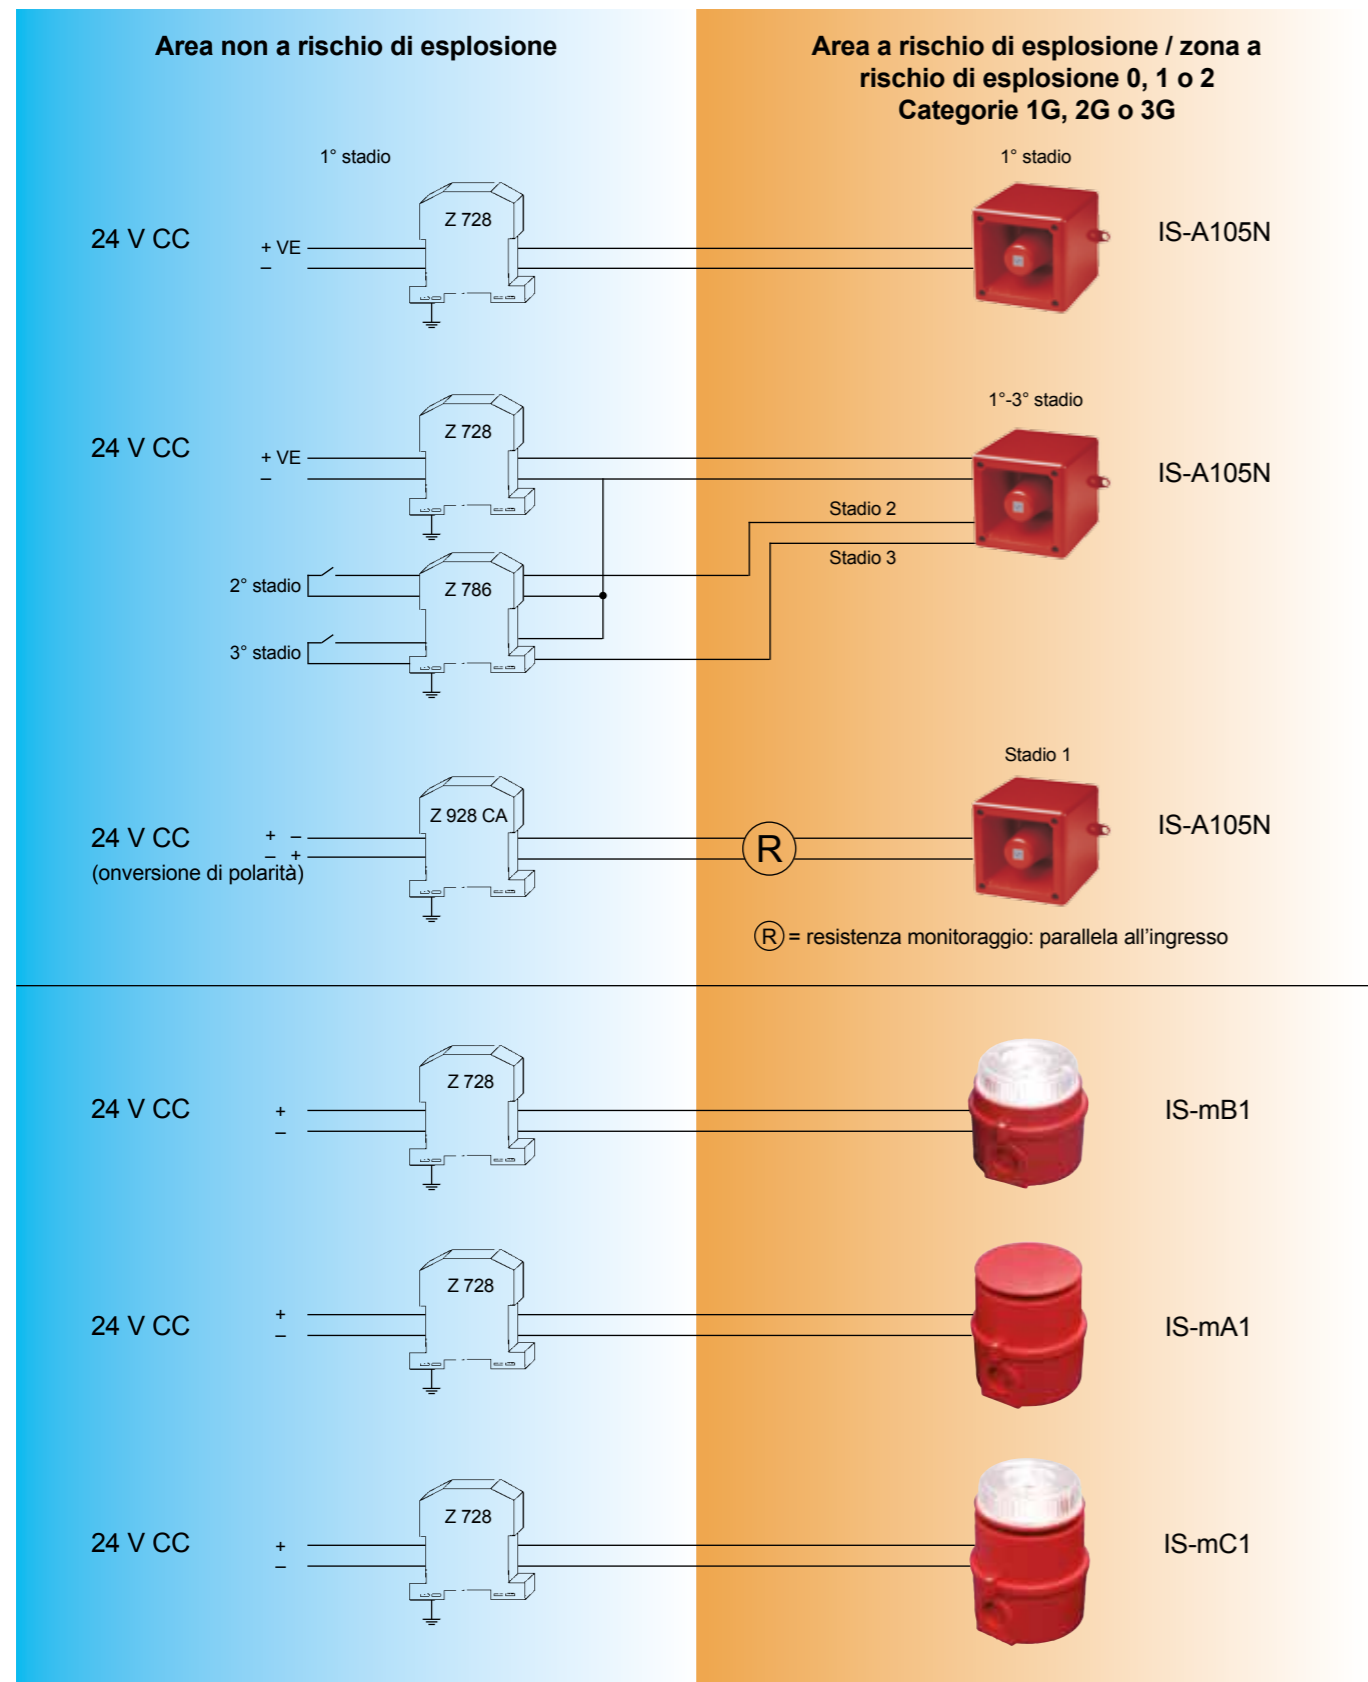 Area non a rischio di esplosione
Area a rischio di esplosione / zona a
rischio di esplosione 0, 1 o 2
Categorie 1G, 2G o 3G
1° stadio
1° stadio
Z 728
24 V CC
+ VE
–
IS-A105N
1°-3° stadio
Z 728
24 V CC
+ VE
–
IS-A105N
Stadio 2
Stadio 3
2° stadio
Z 786
3° stadio
Stadio 1
Z 928 CA
24 V CC
+ –
– +
(onversione di polarità)
R
IS-A105N
R = resistenza monitoraggio: parallela all'ingresso
Z 728
24 V CC
+
–
IS-mB1
Z 728
24 V CC
+
–
IS-mA1
Z 728
24 V CC
+
–
IS-mC1